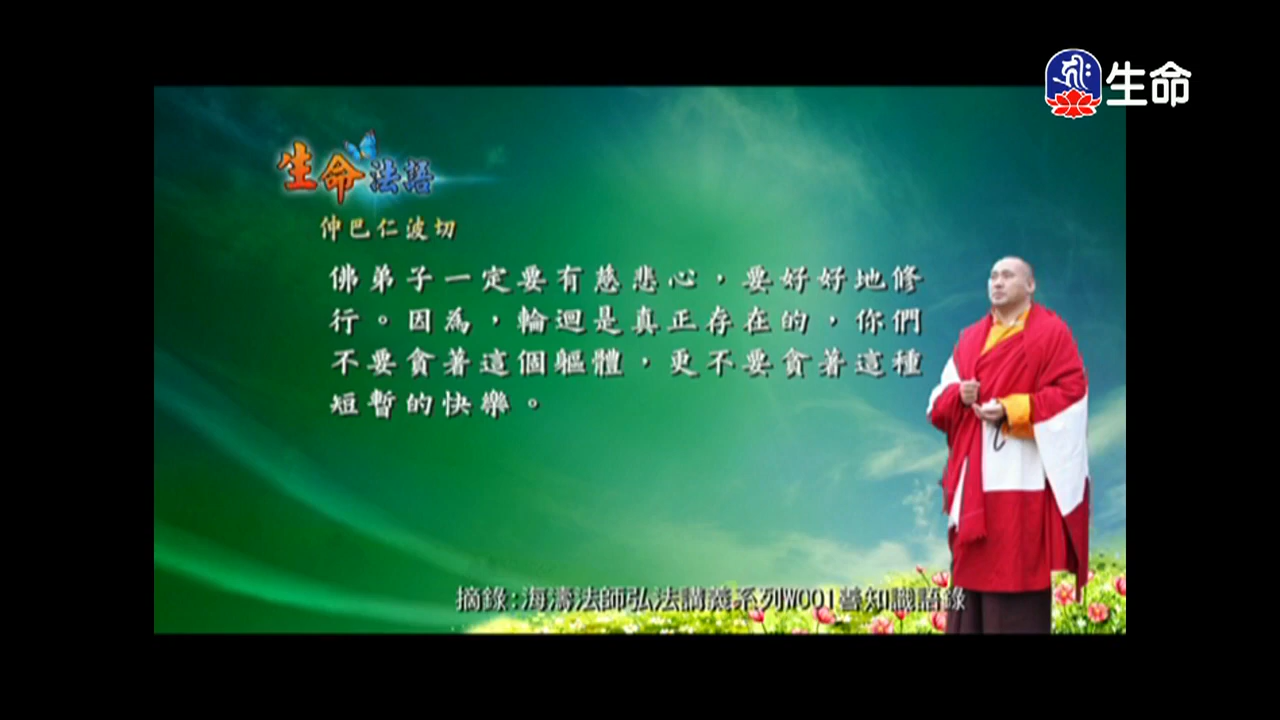 生命
生命法語
仲巴仁波切
佛弟子一定要有慈悲心，要好好地修
行。因為，輪迴是真正存在的，你們
不要貪著這個軀體，更不要貪著這種
短暫的快樂。
摘錄:海濤法師弘法講義系列W001善知識語錄